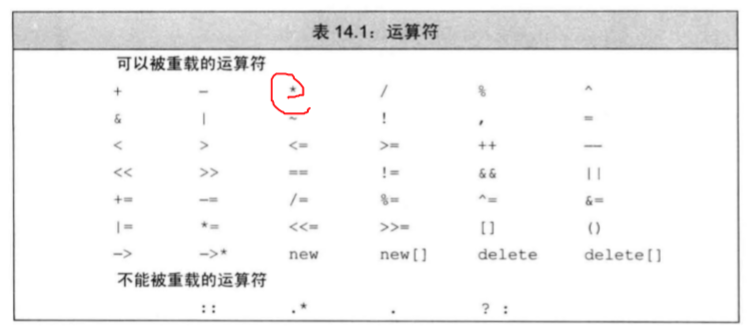 表 14.1：运算符
可以被重载的运算符
+ − * / % ^
& | ~ ! , =
< > <= >= ++ --
<< >> == != && ||
+= -= /= %= ^= &=
|= *= <<= >>= [] ()
-> ->* new new[] delete delete[]
不能被重载的运算符
:: .* . ? :